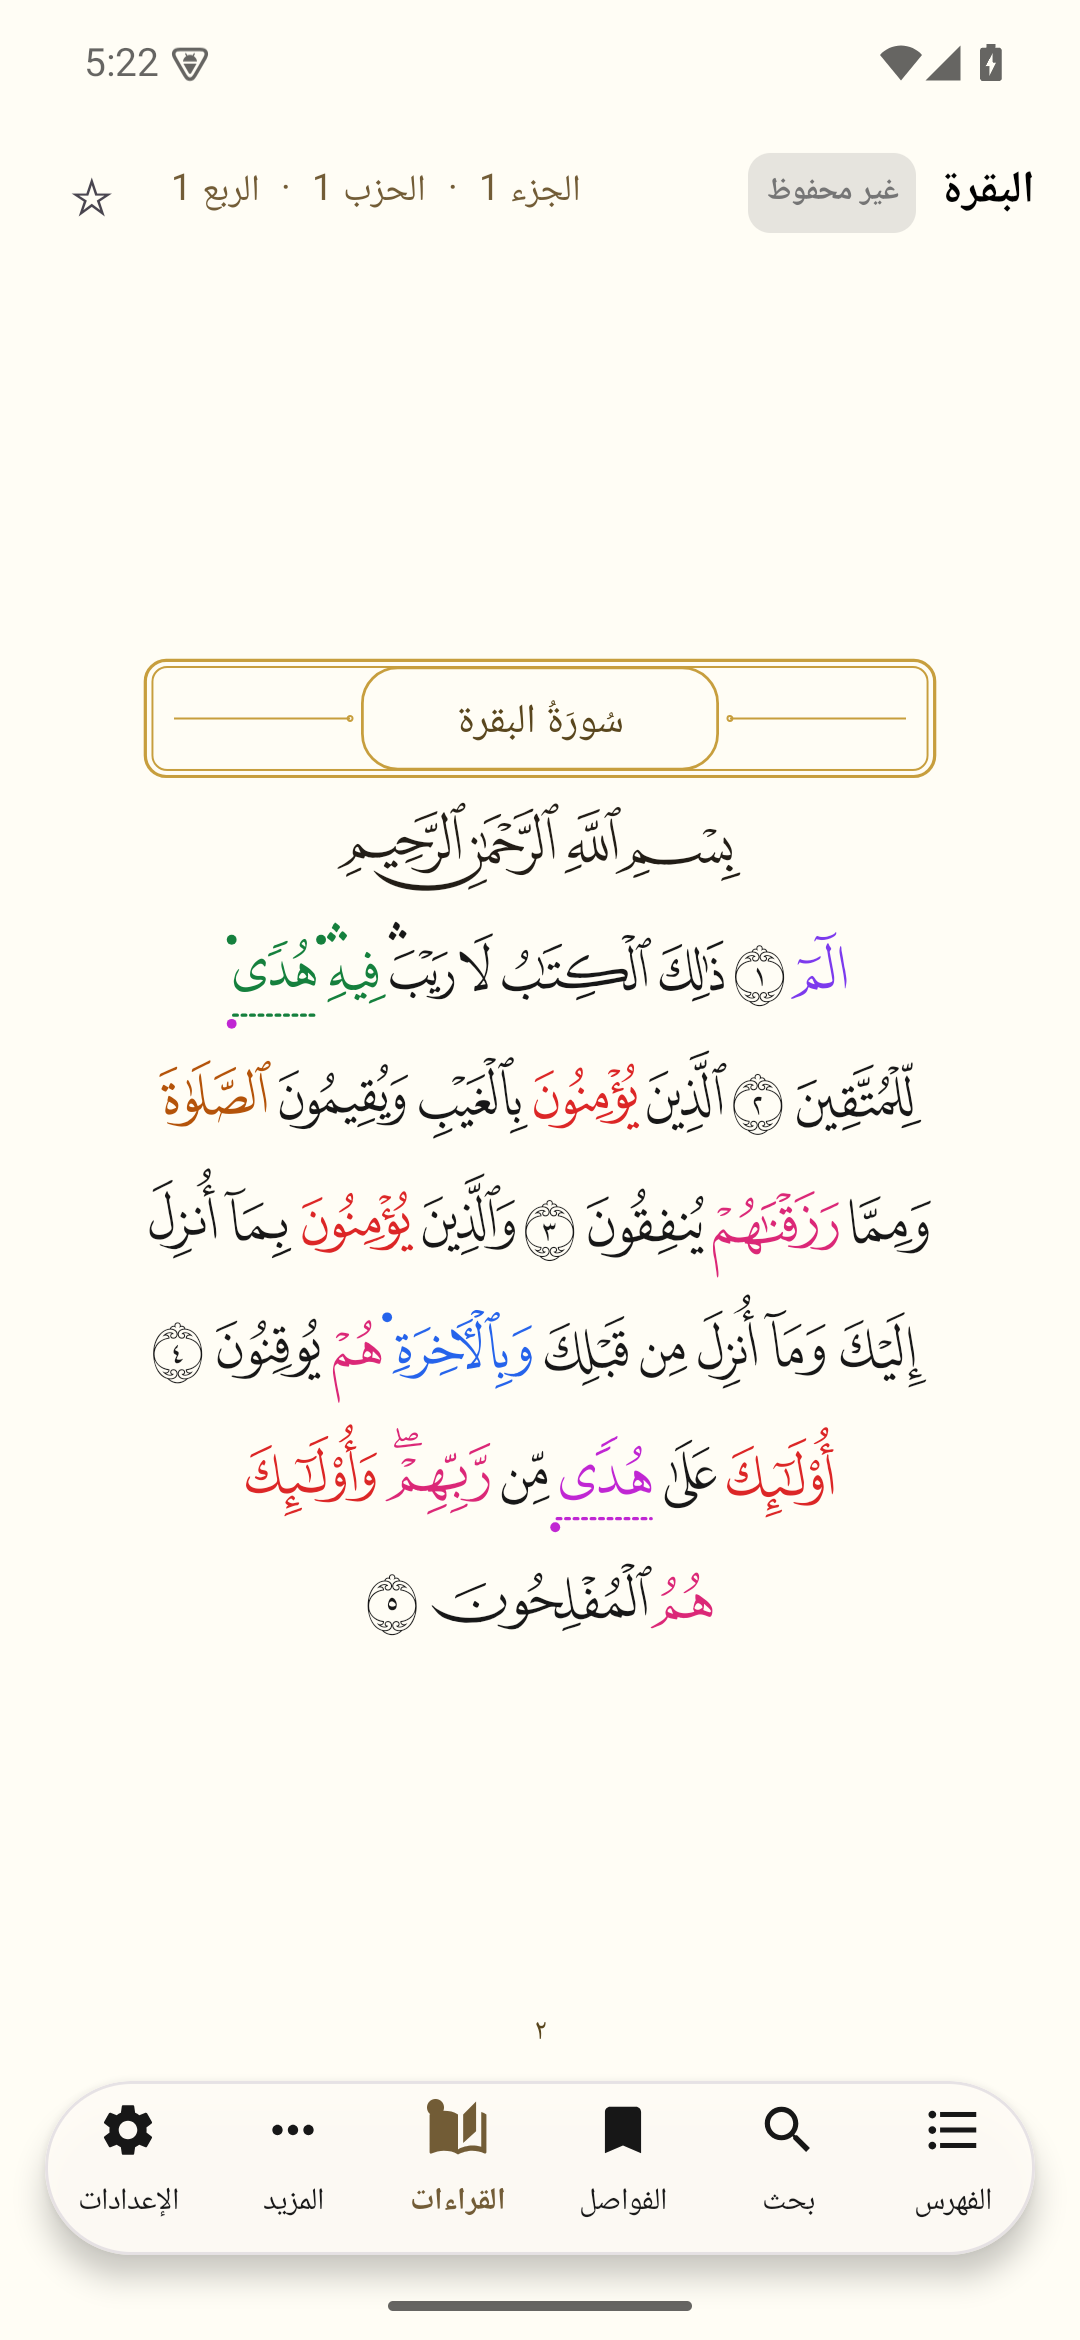 5:22
البقرة
غير محفوظ
الجزء 1 · الحزب 1 · الربع 1
سُورَةُ البقرة
بِسۡمِ ٱللَّهِ ٱلرَّحۡمَٰنِ ٱلرَّحِيمِ
الٓمٓ ١ ذَٰلِكَ ٱلۡكِتَٰبُ لَا رَيۡبَۛ فِيهِۛ هُدٗى
لِّلۡمُتَّقِينَ ٢ ٱلَّذِينَ يُؤۡمِنُونَ بِٱلۡغَيۡبِ وَيُقِيمُونَ ٱلصَّلَوٰةَ
وَمِمَّا رَزَقۡنَٰهُمۡ يُنفِقُونَ ٣ وَٱلَّذِينَ يُؤۡمِنُونَ بِمَآ أُنزِلَ
إِلَيۡكَ وَمَآ أُنزِلَ مِن قَبۡلِكَ وَبِٱلۡأٓخِرَةِ هُمۡ يُوقِنُونَ ٤
أُوْلَٰٓئِكَ عَلَىٰ هُدٗى مِّن رَّبِّهِمۡۖ وَأُوْلَٰٓئِكَ
هُمُ ٱلۡمُفۡلِحُونَ ٥
٢
الفهرس
بحث
الفواصل
القراءات
المزيد
الإعدادات